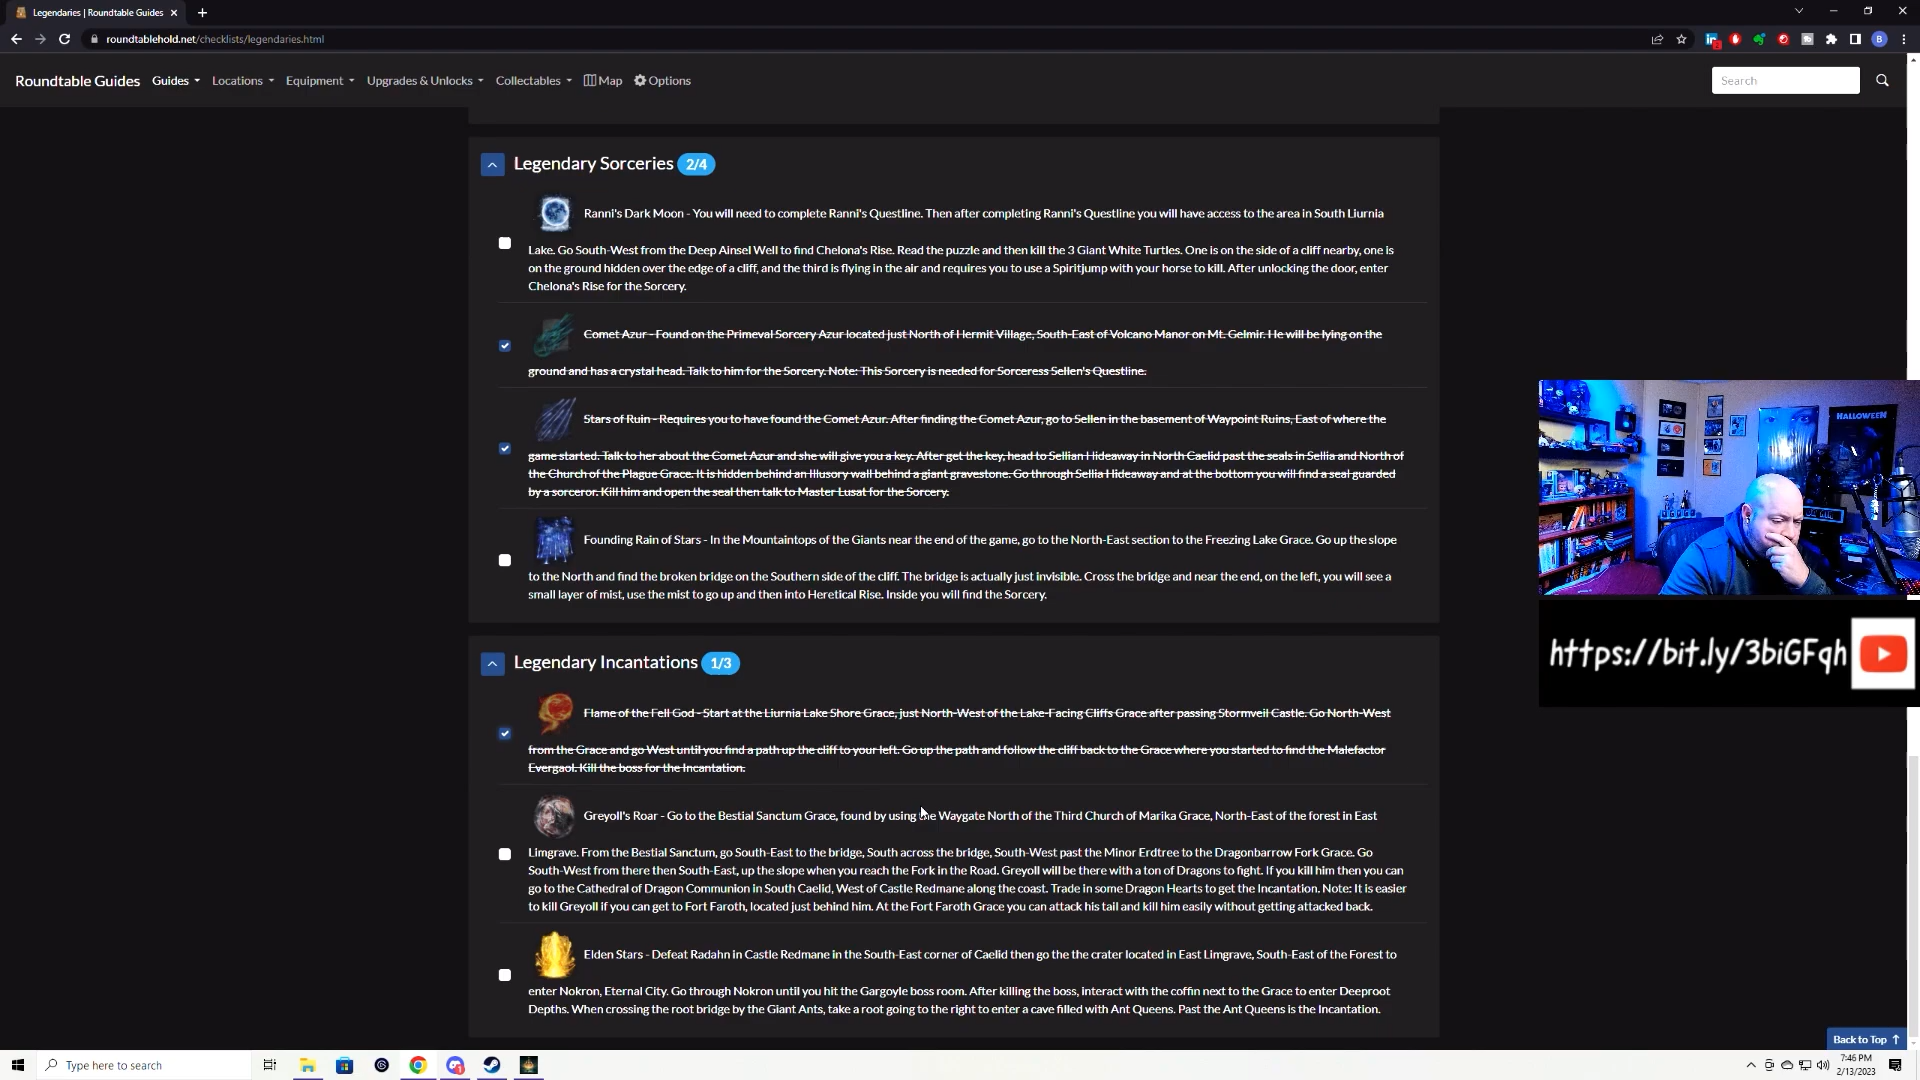 Legendaries | Roundtable Guides
roundtablehold.net/checklists/legendaries.html
Roundtable Guides Guides Locations Equipment Upgrades & Unlocks Collectables Map Options Search
Legendary Sorceries 2/4
Ranni's Dark Moon - You will need to complete Ranni's Questline. Then after completing Ranni's Questline you will have access to the area in South Liurnia
Lake. Go South-West from the Deep Ainsel Well to find Chelona's Rise. Read the puzzle and then kill the 3 Giant White Turtles. One is on the side of a cliff nearby, one is
on the ground hidden over the edge of a cliff, and the third is flying in the air and requires you to use a Spiritjump with your horse to kill. After unlocking the door, enter
Chelona's Rise for the Sorcery.
Comet Azur - Found on the Primeval Sorcery Azur located just North of Hermit Village, South-East of Volcano Manor on Mt. Gelmir. He will be lying on the
ground and has a crystal head. Talk to him for the Sorcery. Note: This Sorcery is needed for Sorceress Sellen's Questline.
Stars of Ruin - Requires you to have found the Comet Azur. After finding the Comet Azur, go to Sellen in the basement of Waypoint Ruins, East of where the
game started. Talk to her about the Comet Azur and she will give you a key. After get the key, head to Sellian Hideaway in North Caelid past the seals in Sellia and North of
the Church of the Plague Grace. It is hidden behind an Illusory wall behind a giant gravestone. Go through Sellia Hideaway and at the bottom you will find a seal guarded
by a sorceror. Kill him and open the seal then talk to Master Lusat for the Sorcery.
Founding Rain of Stars - In the Mountaintops of the Giants near the end of the game, go to the North-East section to the Freezing Lake Grace. Go up the slope
to the North and find the broken bridge on the Southern side of the cliff. The bridge is actually just invisible. Cross the bridge and near the end, on the left, you will see a
small layer of mist, use the mist to go up and then into Heretical Rise. Inside you will find the Sorcery.
Legendary Incantations 1/3
Flame of the Fell God - Start at the Liurnia Lake Shore Grace, just North-West of the Lake-Facing Cliffs Grace after passing Stormveil Castle. Go North-West
from the Grace and go West until you find a path up the cliff to your left. Go up the path and follow the cliff back to the Grace where you started to find the Malefactor
Evergaol. Kill the boss for the Incantation.
Greyoll's Roar - Go to the Bestial Sanctum Grace, found by using the Waygate North of the Third Church of Marika Grace, North-East of the forest in East
Limgrave. From the Bestial Sanctum, go South-East to the bridge, South across the bridge, South-West past the Minor Erdtree to the Dragonbarrow Fork Grace. Go
South-West from there then South-East, up the slope when you reach the Fork in the Road. Greyoll will be there with a ton of Dragons to fight. If you kill him then you can
go to the Cathedral of Dragon Communion in South Caelid, West of Castle Redmane along the coast. Trade in some Dragon Hearts to get the Incantation. Note: It is easier
to kill Greyoll if you can get to Fort Faroth, located just behind him. At the Fort Faroth Grace you can attack his tail and kill him easily without getting attacked back.
Elden Stars - Defeat Radahn in Castle Redmane in the South-East corner of Caelid then go the the crater located in East Limgrave, South-East of the Forest to
enter Nokron, Eternal City. Go through Nokron until you hit the Gargoyle boss room. After killing the boss, interact with the coffin next to the Grace to enter Deeproot
Depths. When crossing the root bridge by the Giant Ants, take a root going to the right to enter a cave filled with Ant Queens. Past the Ant Queens is the Incantation.
HALLOWEEN
https://bit.ly/3biGFqh
Back to Top
Type here to search
7:46 PM
2/13/2023